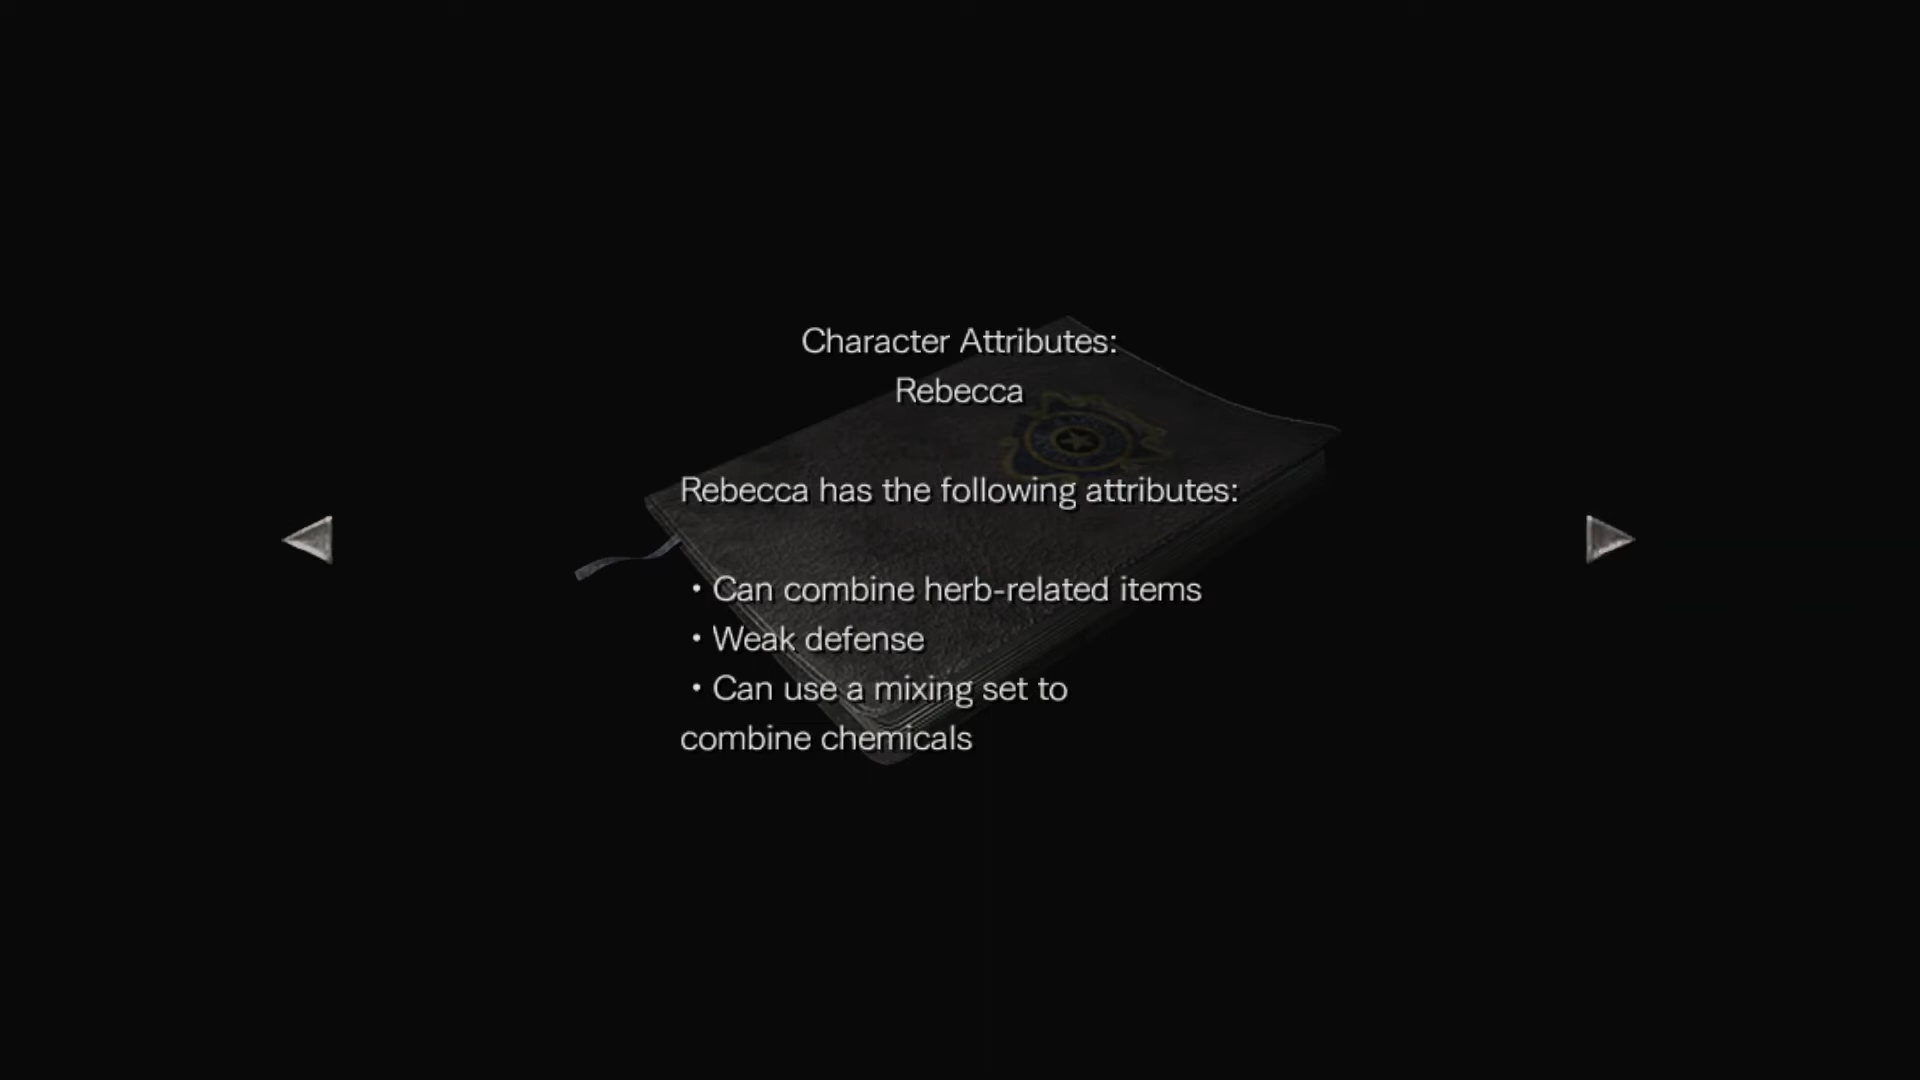 Character Attributes:
Rebecca
Rebecca has the following attributes:
・Can combine herb-related items
・Weak defense
・Can use a mixing set to
combine chemicals